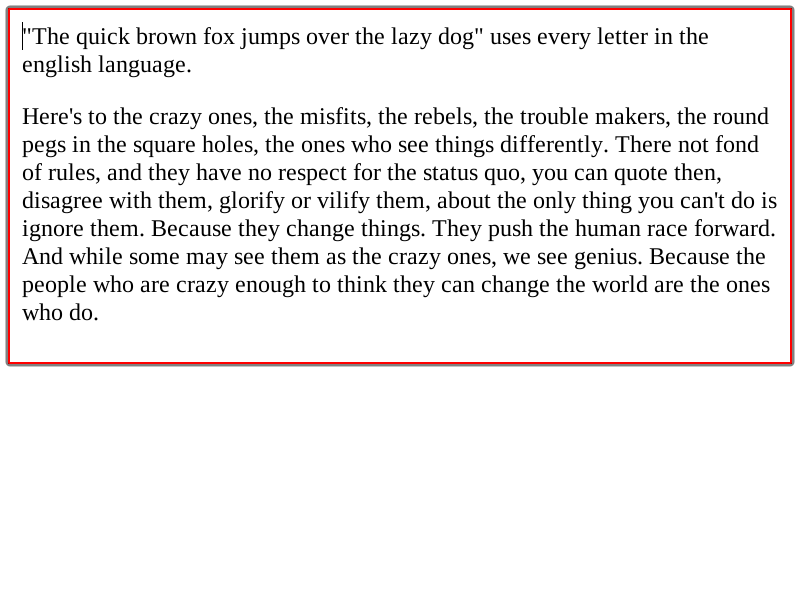 "The quick brown fox jumps over the lazy dog" uses every letter in the
english language.
Here's to the crazy ones, the misfits, the rebels, the trouble makers, the round
pegs in the square holes, the ones who see things differently. There not fond
of rules, and they have no respect for the status quo, you can quote then,
disagree with them, glorify or vilify them, about the only thing you can't do is
ignore them. Because they change things. They push the human race forward.
And while some may see them as the crazy ones, we see genius. Because the
people who are crazy enough to think they can change the world are the ones
who do.